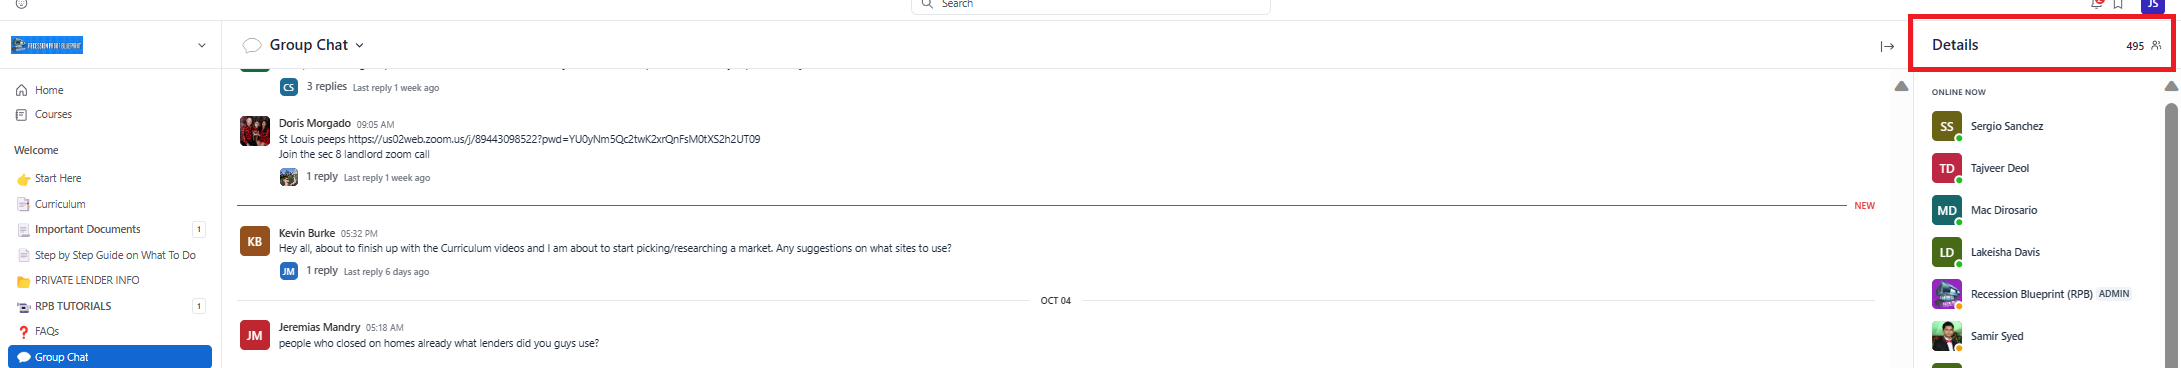 Search
JS
RECESSION PROOF BLUEPRINT
Group Chat
Details
495
Home
Courses
Welcome
Start Here
Curriculum
Important Documents
1
Step by Step Guide on What To Do
PRIVATE LENDER INFO
RPB TUTORIALS
1
FAQs
Group Chat
CS
3 replies Last reply 1 week ago
Doris Morgado 09:05 AM
St Louis peeps https://us02web.zoom.us/j/89443098522?pwd=YU0yNm5Qc2twK2xrQnFsM0tXS2h2UT09
Join the sec 8 landlord zoom call
1 reply Last reply 1 week ago
NEW
KB
Kevin Burke 05:32 PM
Hey all, about to finish up with the Curriculum videos and I am about to start picking/researching a market. Any suggestions on what sites to use?
JM
1 reply Last reply 6 days ago
OCT 04
JM
Jeremias Mandry 05:18 AM
people who closed on homes already what lenders did you guys use?
ONLINE NOW
SS
Sergio Sanchez
TD
Tajveer Deol
MD
Mac Dirosario
LD
Lakeisha Davis
Recession Blueprint (RPB) ADMIN
Samir Syed